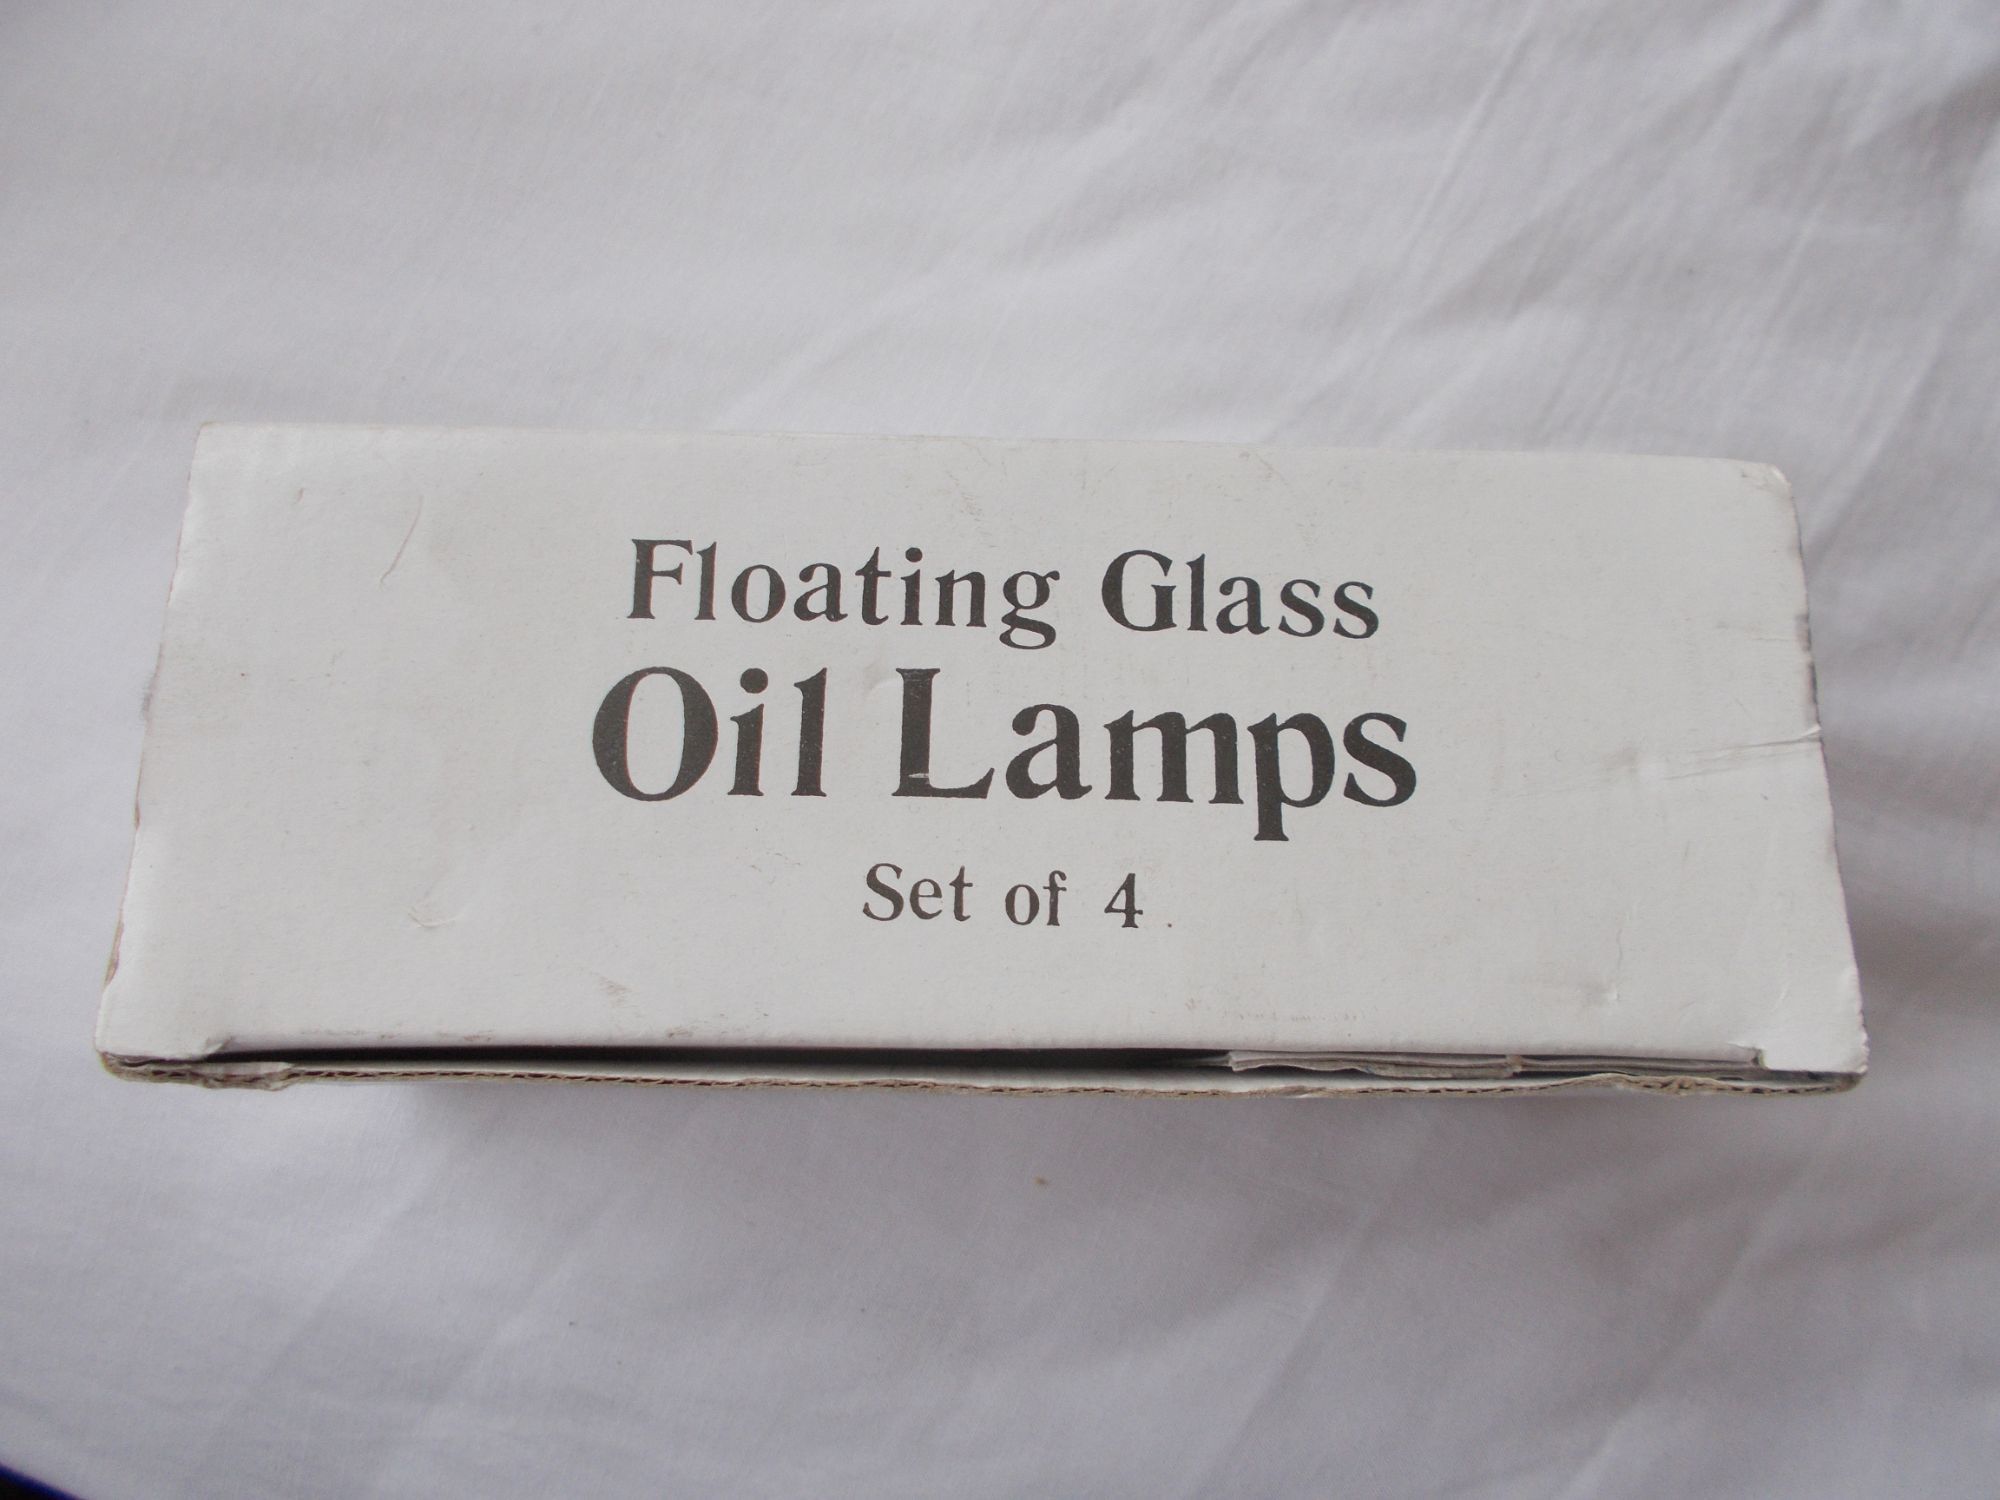 Floating Glass
Oil Lamps
Set of 4